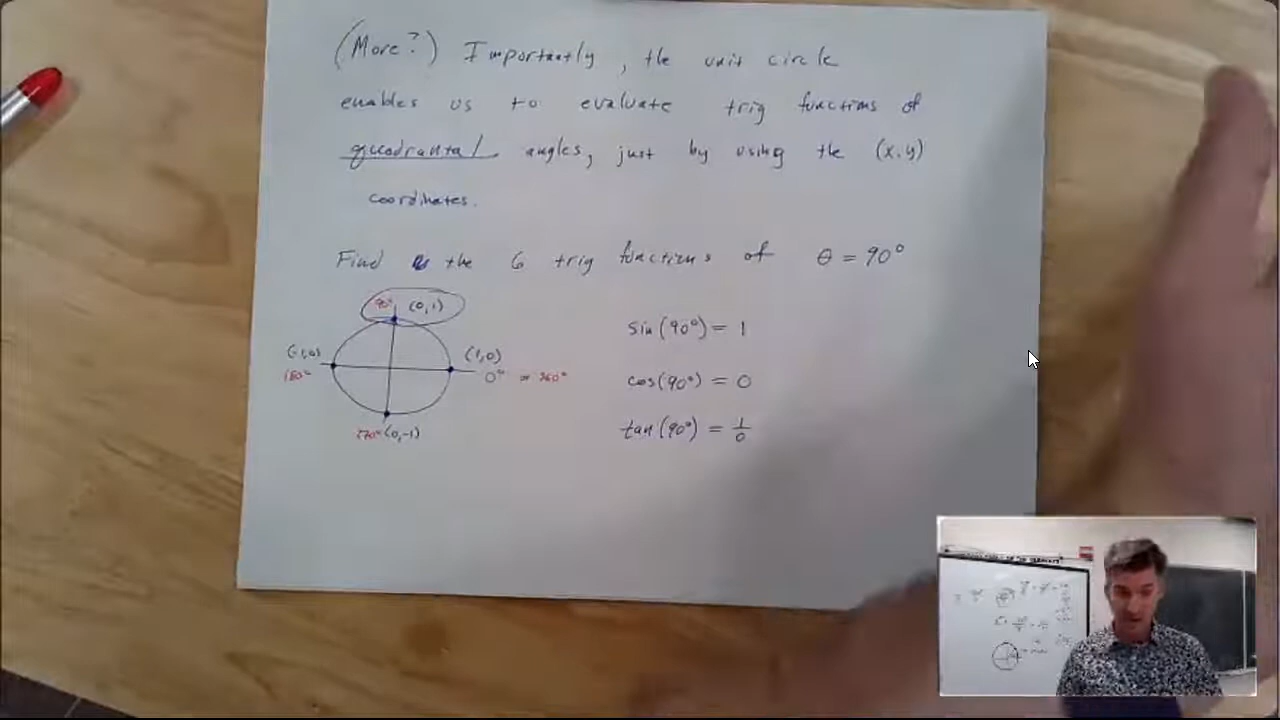 (More?) Importantly, the unit circle
enables us to evaluate trig functions of
quadrantal angles, just by using the (x,y)
coordinates.
Find the 6 trig functions of θ = 90°
90° (0,1)
(-1,0)
180°
(1,0)
0° or 360°
270° (0,-1)
sin(90°) = 1
cos(90°) = 0
tan(90°) = 1/0